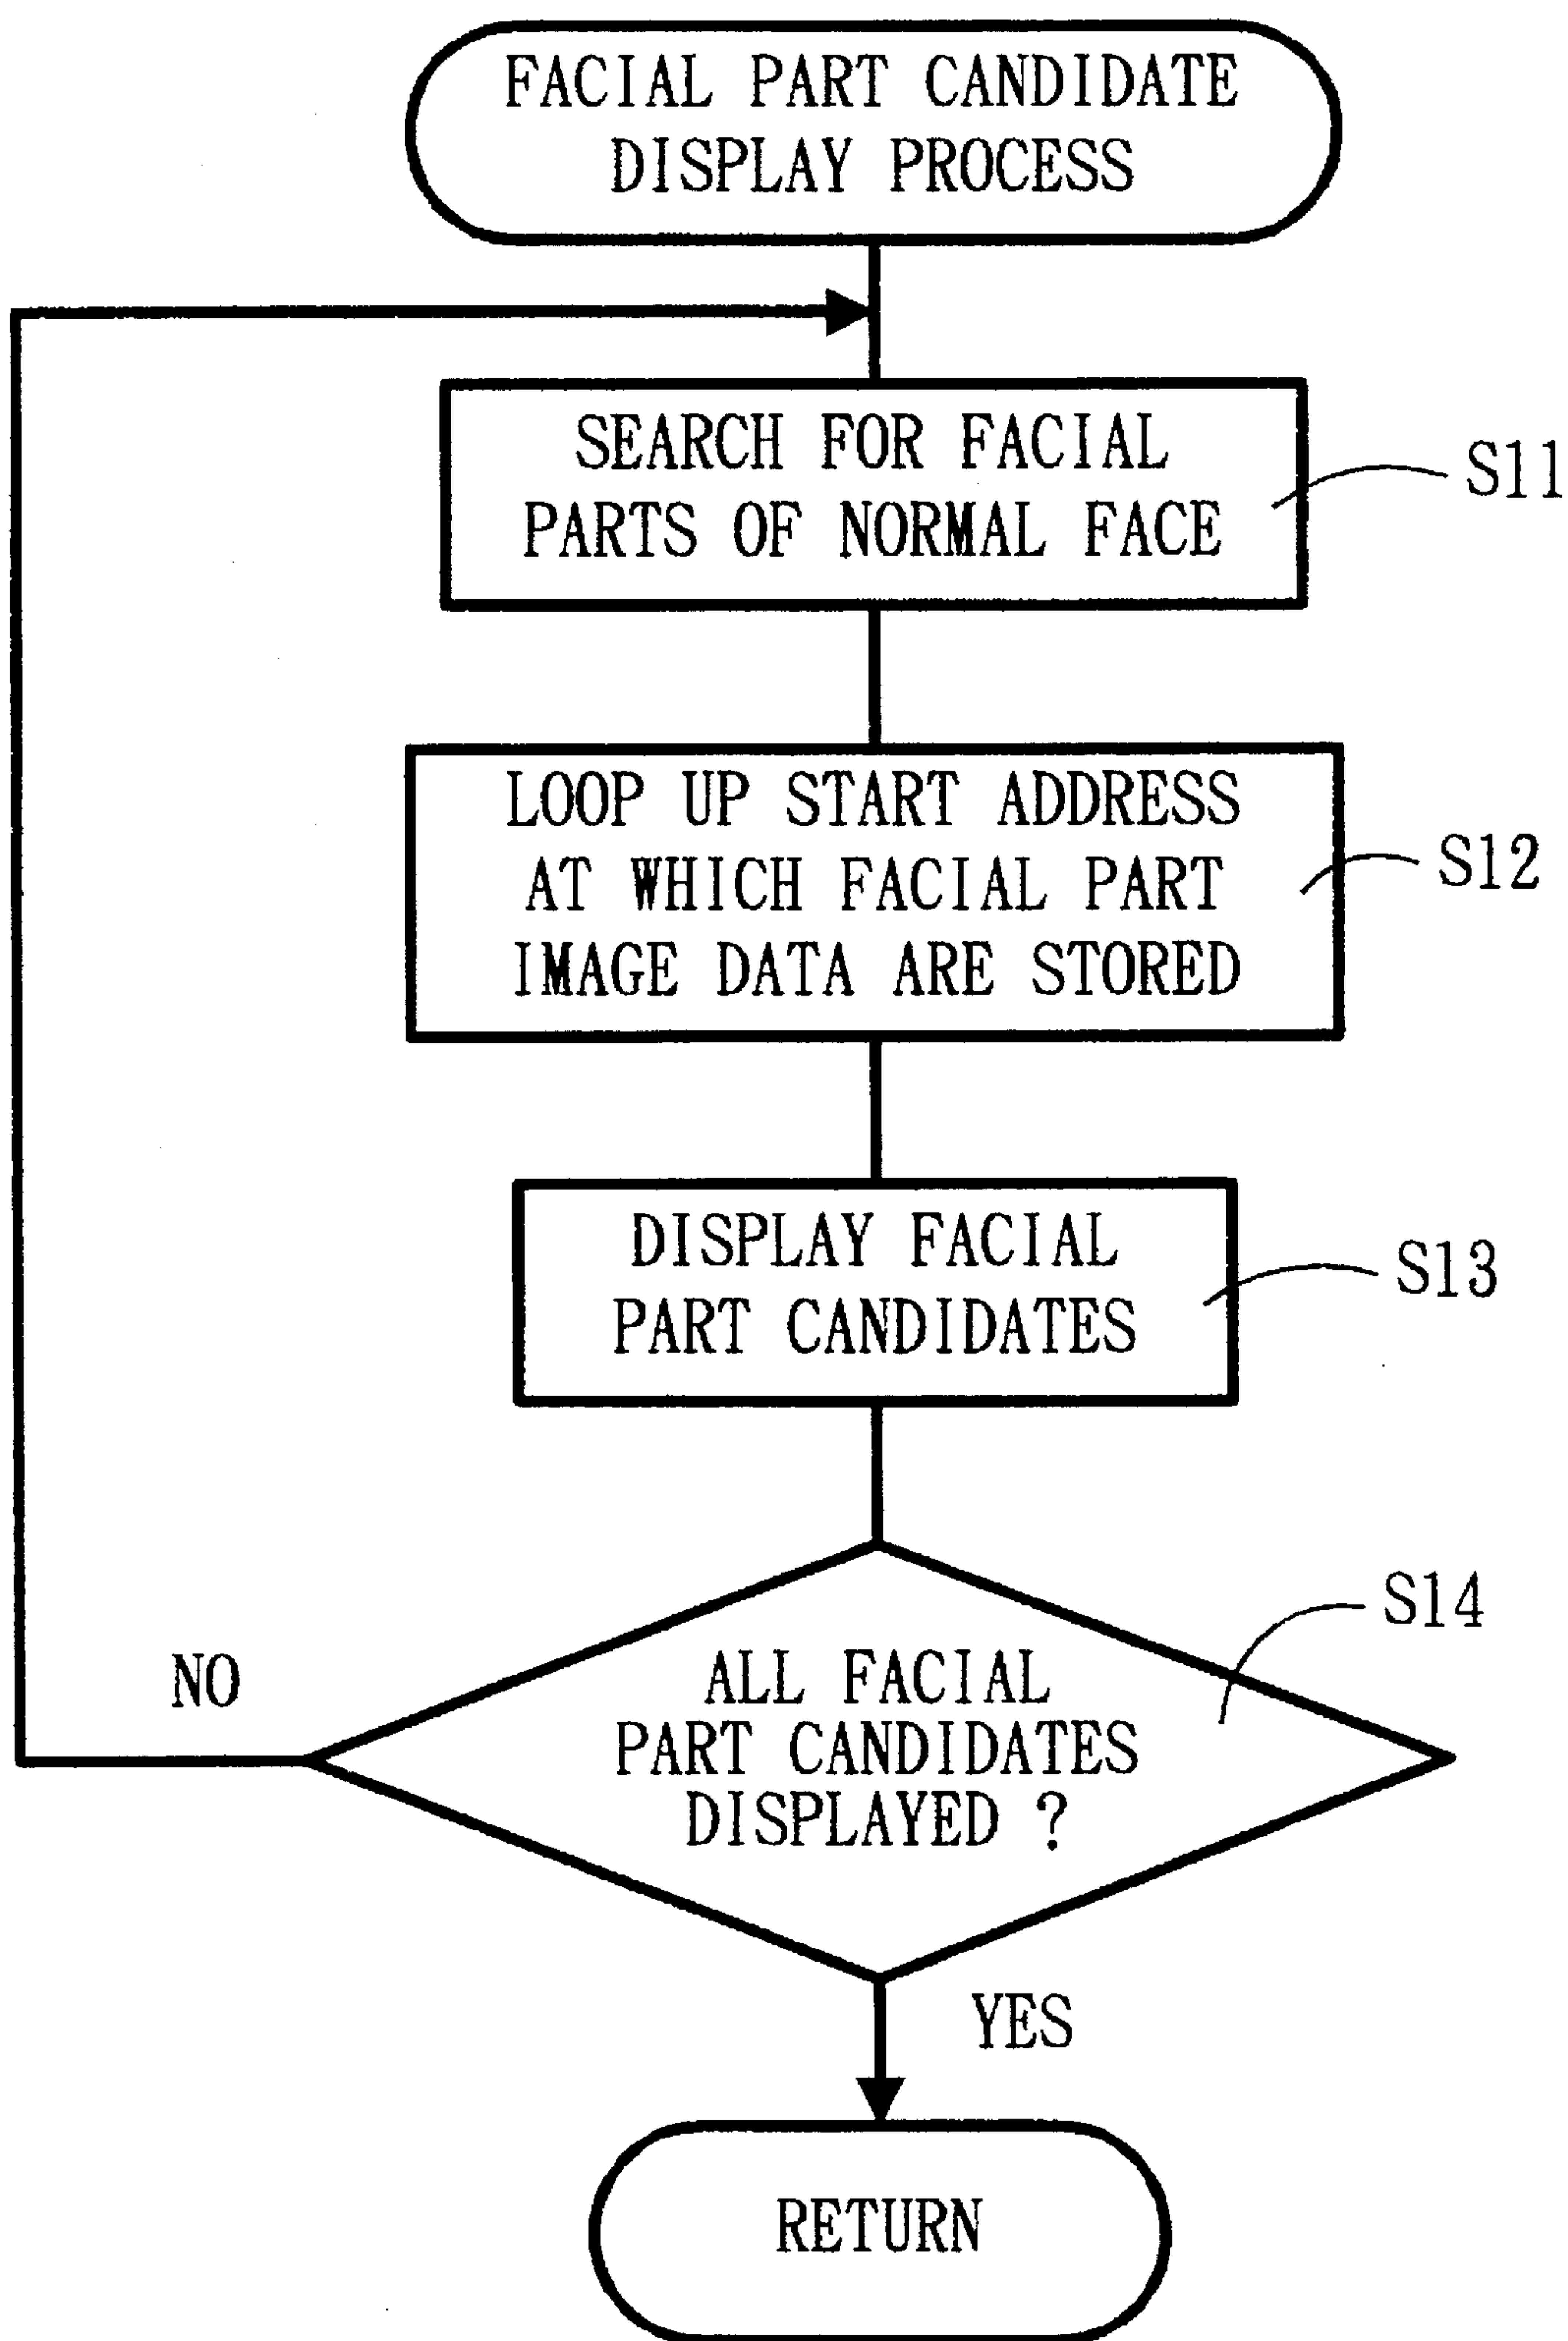 FACIAL PART CANDIDATE
DISPLAY PROCESS
SEARCH FOR FACIAL
PARTS OF NORMAL FACE
S11
LOOP UP START ADDRESS
AT WHICH FACIAL PART
IMAGE DATA ARE STORED
S12
DISPLAY FACIAL
PART CANDIDATES
S13
S14
NO
ALL FACIAL
PART CANDIDATES
DISPLAYED ?
YES
RETURN